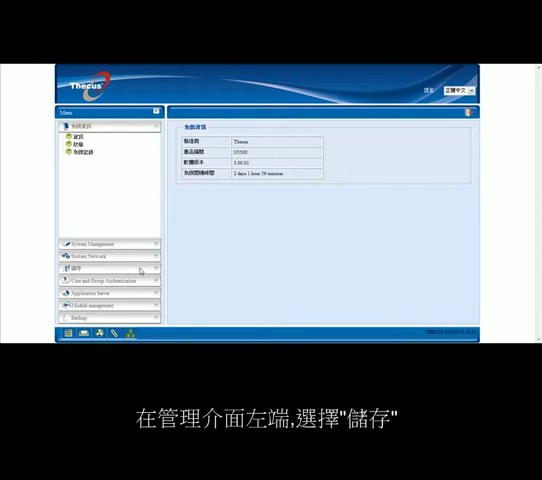 Thecus
語言:
正體中文
Menu
系統資訊
資訊
狀態
系統記錄
System Management
System Network
儲存
User and Group Authentication
Application Server
Module management
Backup
系統資訊
製造商 Thecus
產品編號 N5500
軟體版本 3.00.01
系統開機時間 2 days 1 hour 59 minutes
在管理介面左端,選擇"儲存"